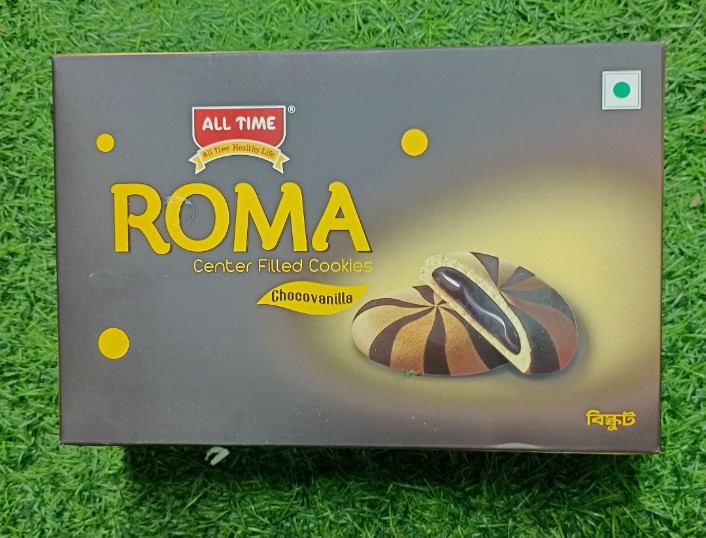 ALL TIME
®
All Time Healthy Life
ROMA
Center Filled Cookies
Chocovanilla
বিস্কুট